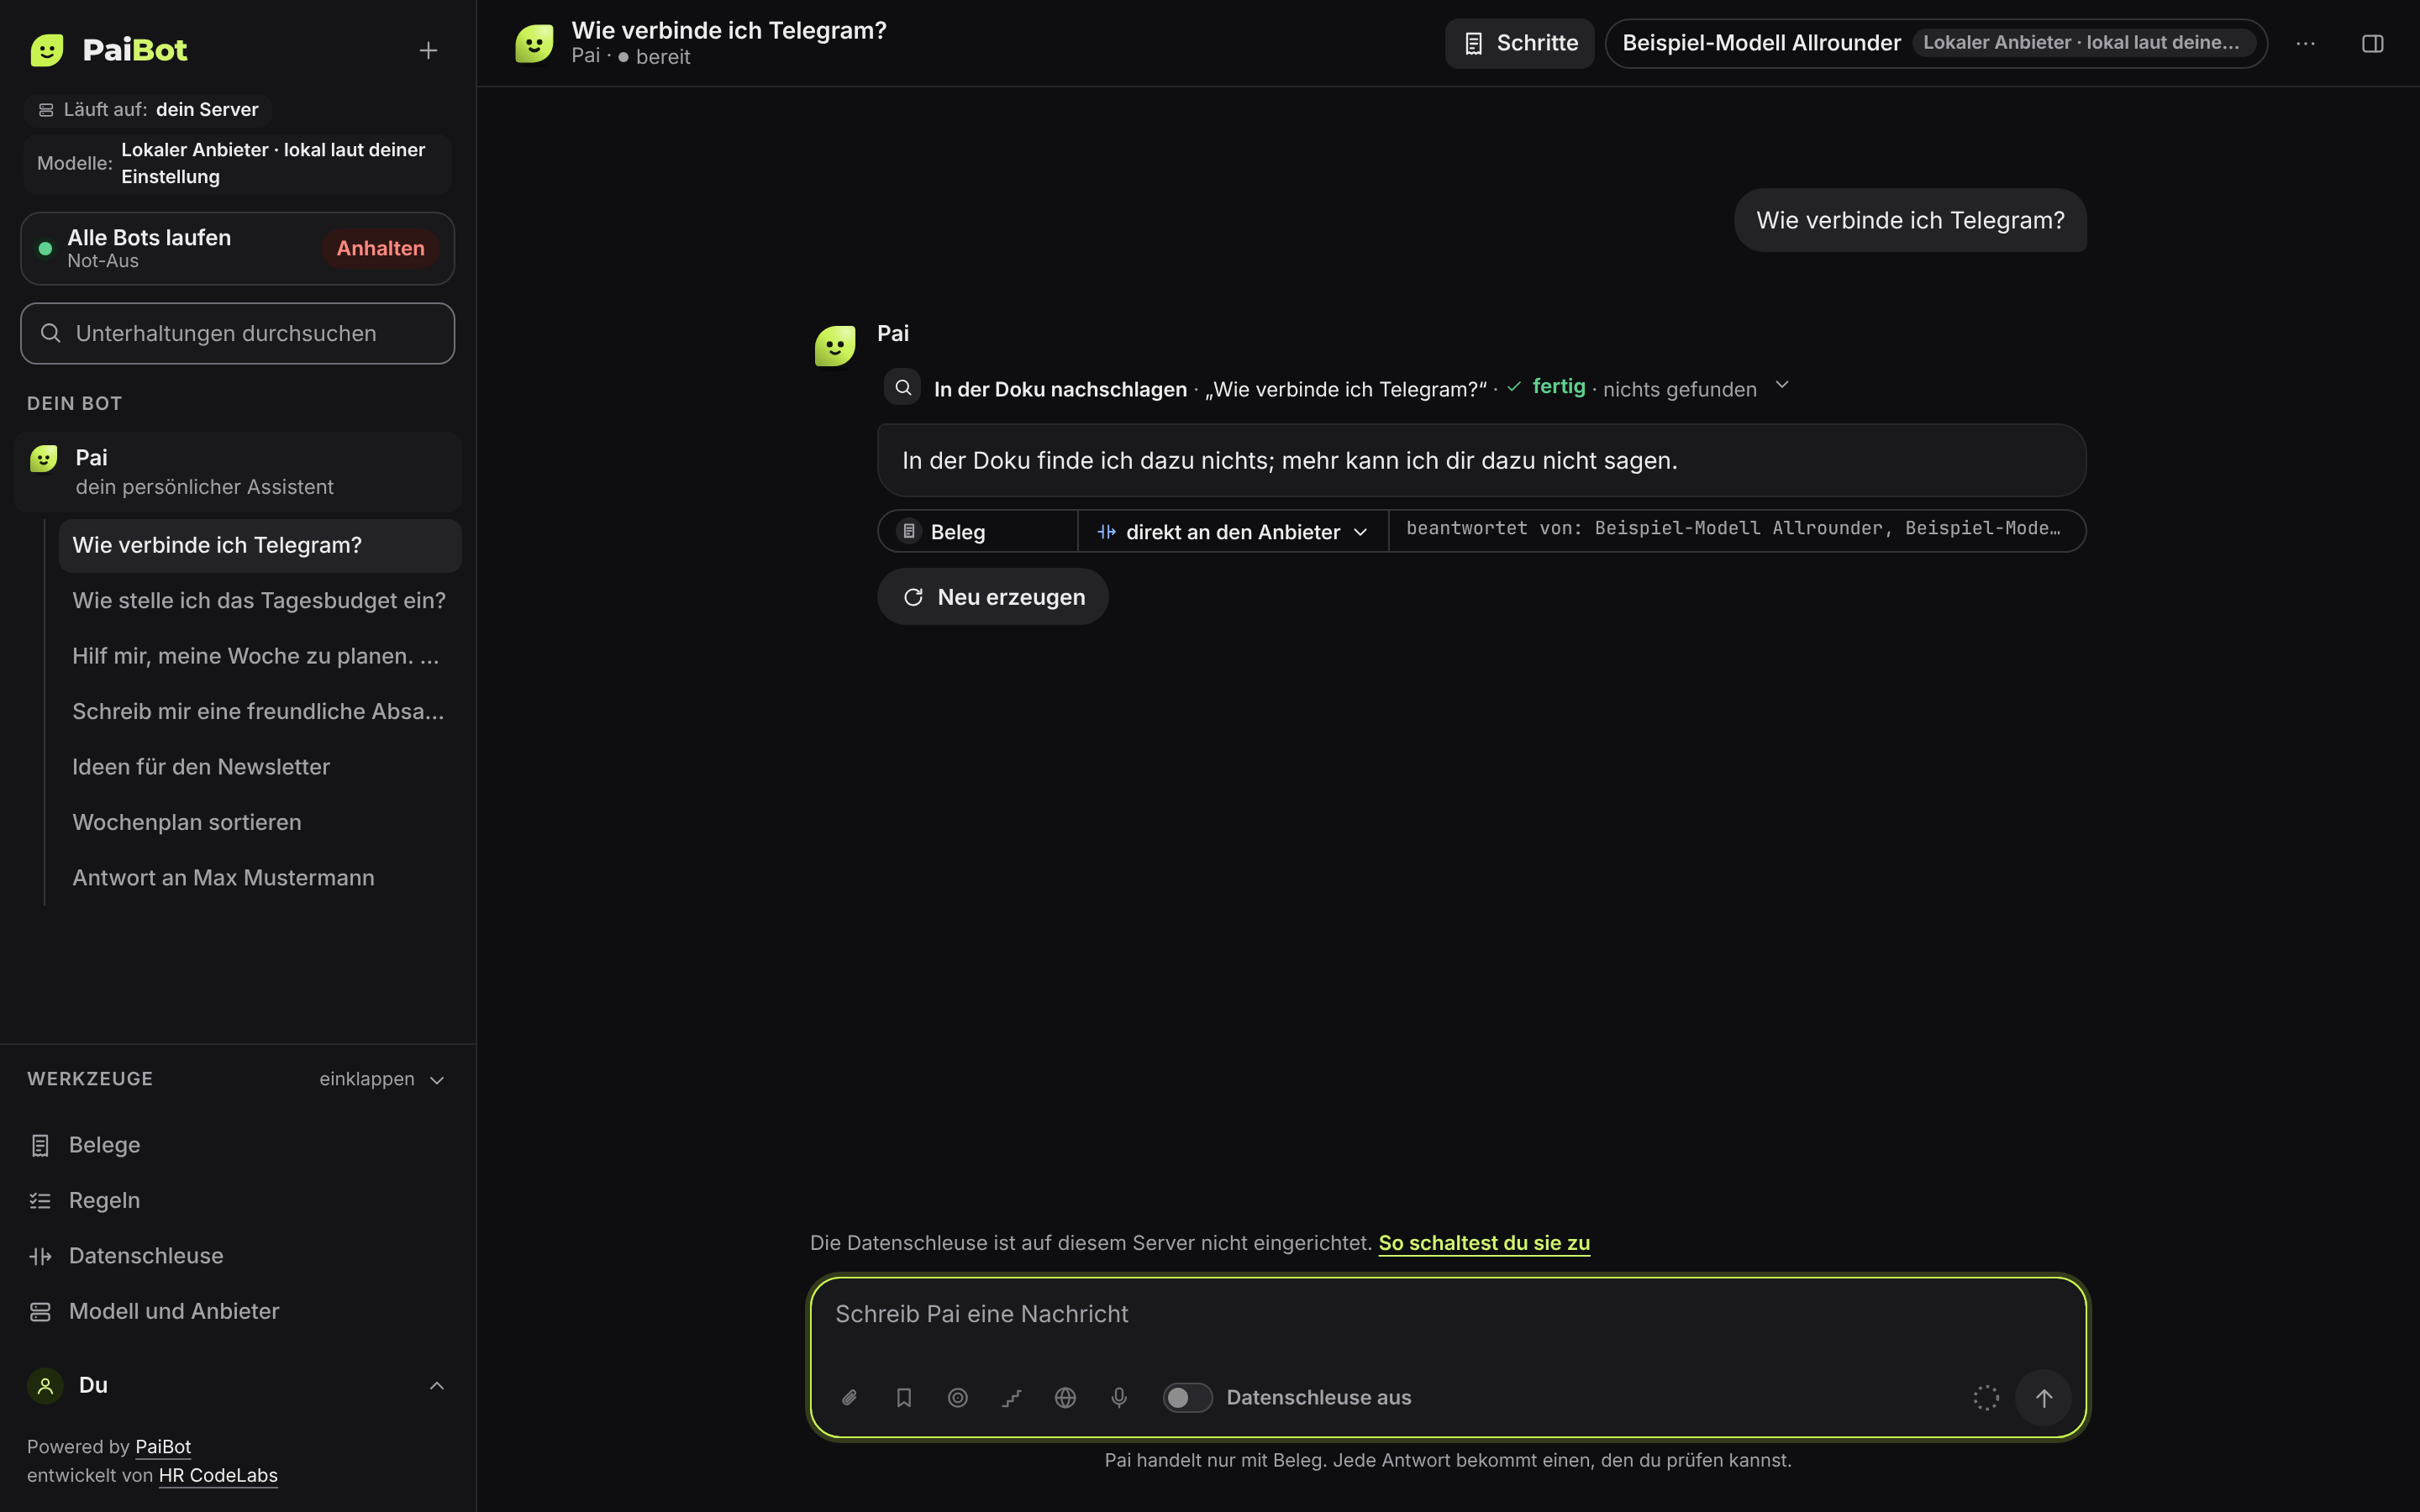 PaiBot
Läuft auf: dein Server
Modelle: Lokaler Anbieter · lokal laut deiner
Einstellung
Alle Bots laufen
Not-Aus
Anhalten
Unterhaltungen durchsuchen
DEIN BOT
Pai
dein persönlicher Assistent
Wie verbinde ich Telegram?
Wie stelle ich das Tagesbudget ein?
Hilf mir, meine Woche zu planen. ...
Schreib mir eine freundliche Absa...
Ideen für den Newsletter
Wochenplan sortieren
Antwort an Max Mustermann
WERKZEUGE
einklappen
Belege
Regeln
Datenschleuse
Modell und Anbieter
Du
Powered by PaiBot
entwickelt von HR CodeLabs
Wie verbinde ich Telegram?
Pai · bereit
Schritte
Beispiel-Modell Allrounder
Lokaler Anbieter · lokal laut deine...
Wie verbinde ich Telegram?
Pai
In der Doku nachschlagen · „Wie verbinde ich Telegram?“ · fertig · nichts gefunden
In der Doku finde ich dazu nichts; mehr kann ich dir dazu nicht sagen.
Beleg
direkt an den Anbieter
beantwortet von: Beispiel-Modell Allrounder, Beispiel-Mode…
Neu erzeugen
Die Datenschleuse ist auf diesem Server nicht eingerichtet. So schaltest du sie zu
Schreib Pai eine Nachricht
Datenschleuse aus
Pai handelt nur mit Beleg. Jede Antwort bekommt einen, den du prüfen kannst.